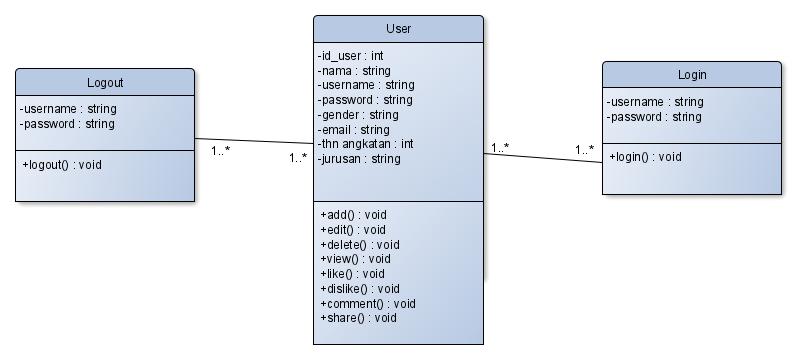 Logout
-username : string
-password : string
+logout() : void
1..*
1..*
User
-id_user : int
-nama : string
-username : string
-password : string
-gender : string
-email : string
-thn angkatan : int
-jurusan : string
+add() : void
+edit() : void
+delete() : void
+view() : void
+like() : void
+dislike() : void
+comment() : void
+share() : void
1..*
1..*
Login
-username : string
-password : string
+login() : void